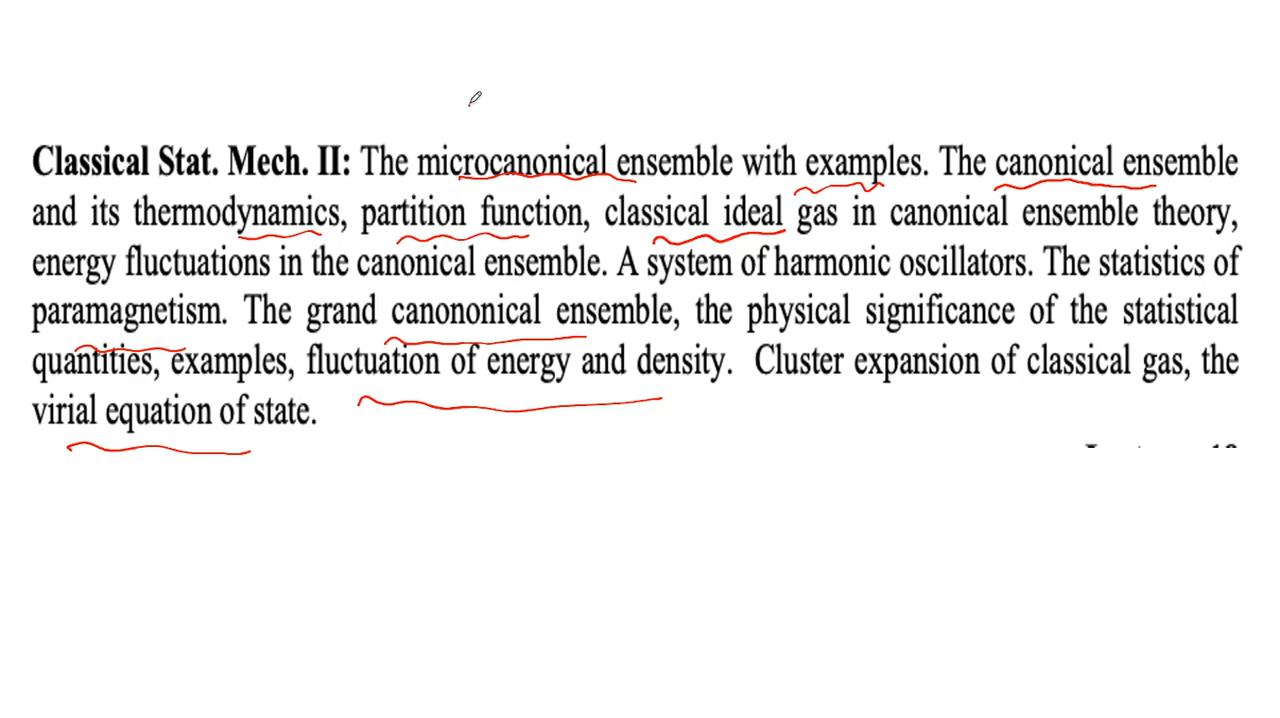 Classical Stat. Mech. II: The microcanonical ensemble with examples. The canonical ensemble
and its thermodynamics, partition function, classical ideal gas in canonical ensemble theory,
energy fluctuations in the canonical ensemble. A system of harmonic oscillators. The statistics of
paramagnetism. The grand canononical ensemble, the physical significance of the statistical
quantities, examples, fluctuation of energy and density. Cluster expansion of classical gas, the
virial equation of state.